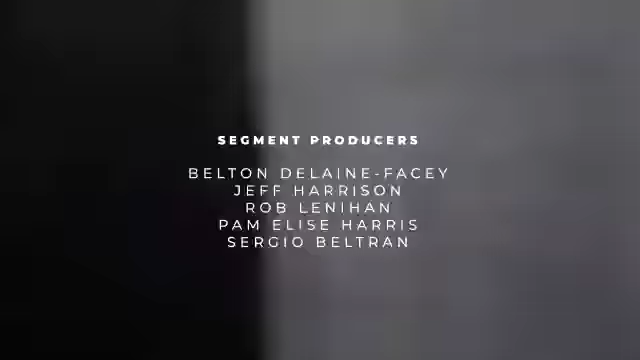 SEGMENT PRODUCERS
BELTON DELAINE-FACEY
JEFF HARRISON
ROB LENIHAN
PAM ELISE HARRIS
SERGIO BELTRAN